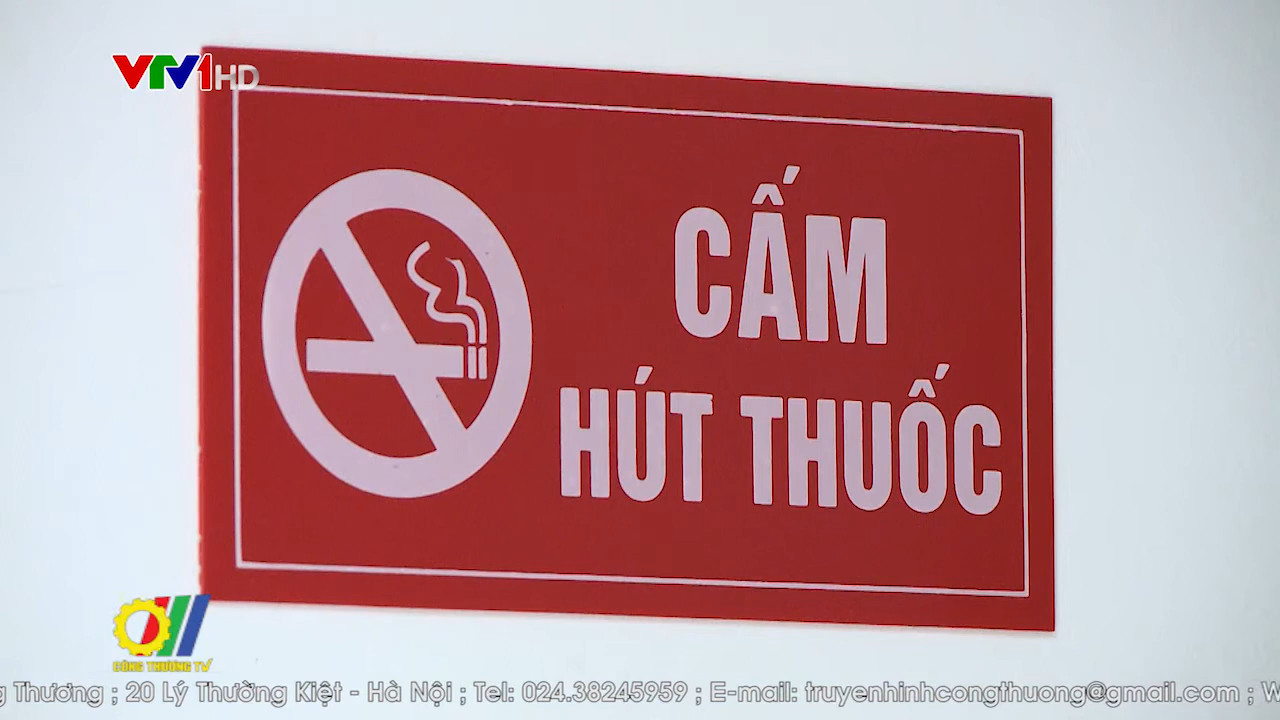 VTV1 HD
CẤM
HÚT THUỐC
CÔNG THƯƠNG TV
g Thương ; 20 Lý Thường Kiệt - Hà Nội ; Tel: 024.38245959 ; E-mail: truyenhinhcongthuong@gmail.com ; W